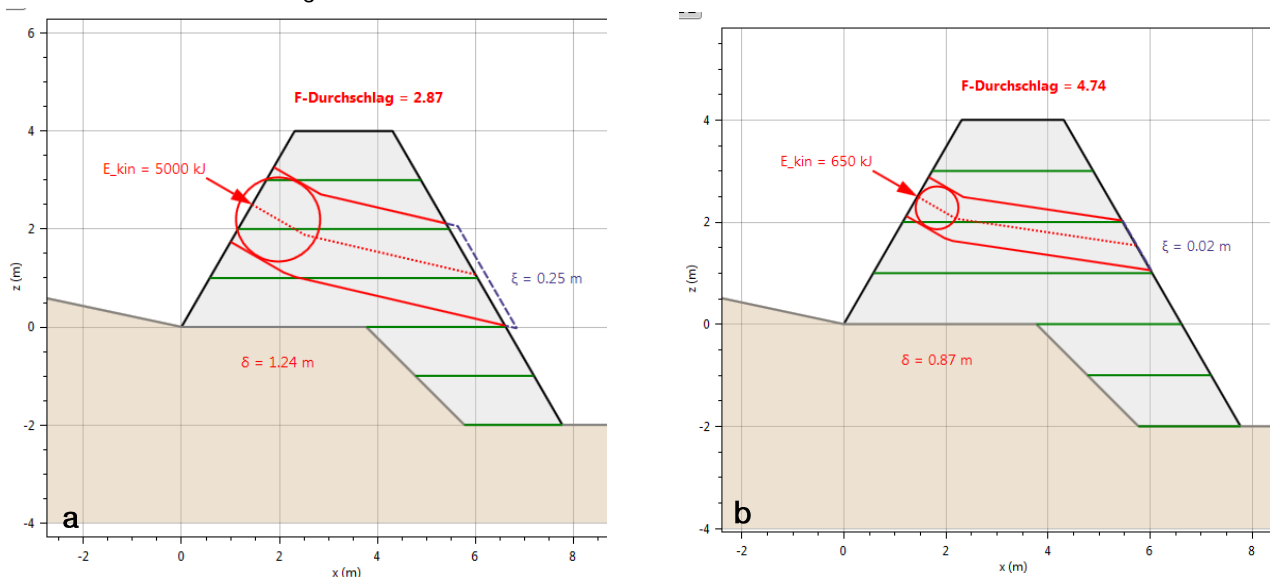 6
4
2
0
-2
-4
z (m)
F-Durchschlag = 2.87
E_kin = 5000 kJ
ξ = 0.25 m
δ = 1.24 m
a
-2
0
2
4
6
8
x (m)
4
2
0
-2
-4
z (m)
F-Durchschlag = 4.74
E_kin = 650 kJ
ξ = 0.02 m
δ = 0.87 m
b
-2
0
2
4
6
8
x (m)